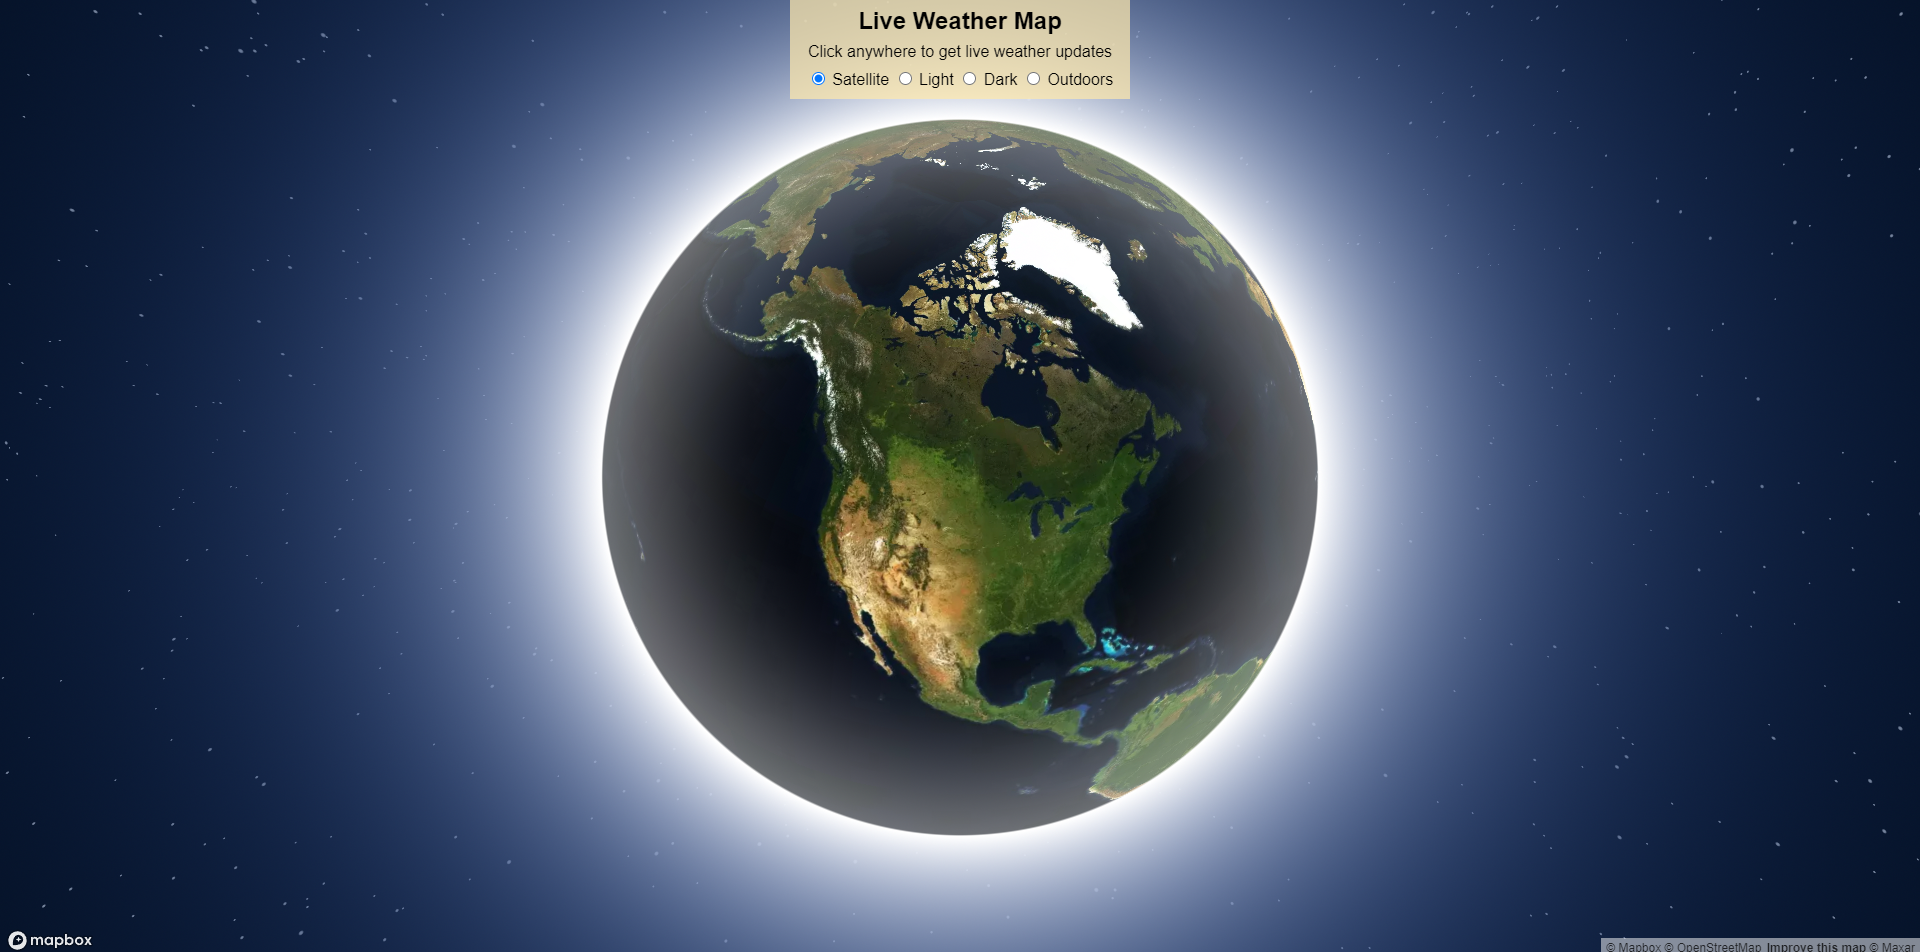 Live Weather Map
Click anywhere to get live weather updates
Satellite Light Dark Outdoors
mapbox
© Mapbox © OpenStreetMap Improve this map © Maxar